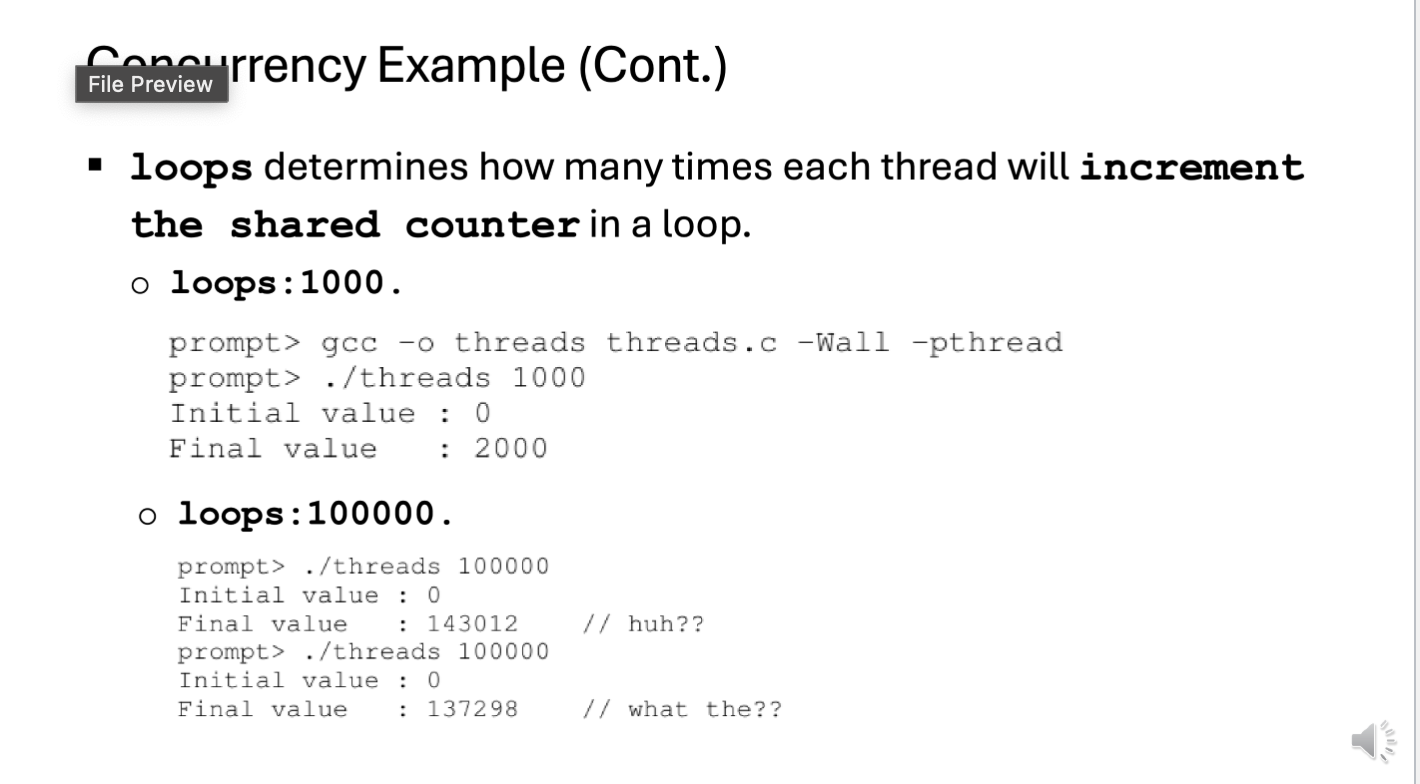 Concurrency Example (Cont.)
File Preview
▪ loops determines how many times each thread will increment
the shared counter in a loop.
o loops:1000.
prompt> gcc -o threads threads.c -Wall -pthread
prompt> ./threads 1000
Initial value : 0
Final value : 2000
o loops:100000.
prompt> ./threads 100000
Initial value : 0
Final value : 143012 // huh??
prompt> ./threads 100000
Initial value : 0
Final value : 137298 // what the??